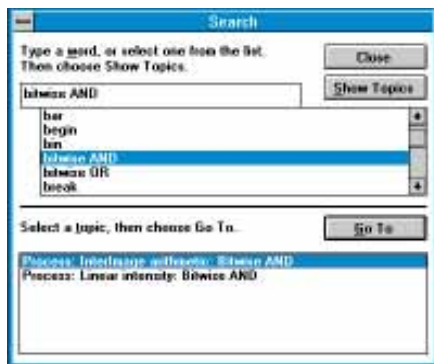 Search
Type a word, or select one from the list.
Then choose Show Topics.
Close
bitwise AND
Show Topics
bar
begin
bin
bitwise AND
bitwise OR
break
Select a topic, then choose Go To.
Go To
Process: Interimage arithmetic: Bitwise AND
Process: Linear intensity: Bitwise AND